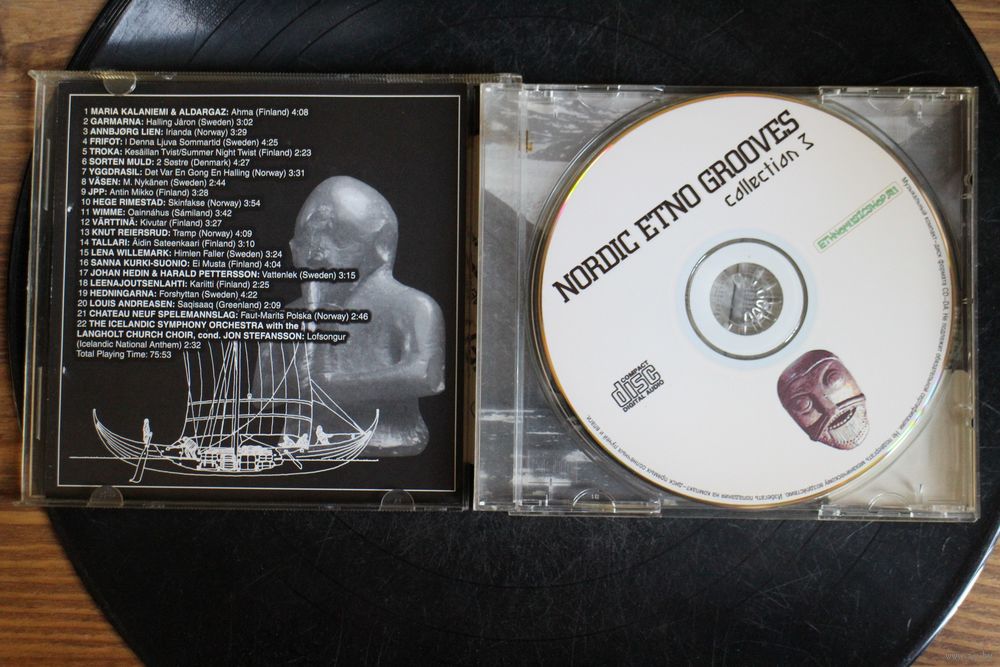 1 MARIA KALANIEMI & ALDARGAZ: Ahma (Finland) 4:08
2 GARMARNA: Halling Jåron (Sweden) 3:02
3 ANNBJØRG LIEN: Irianda (Norway) 3:29
4 FRIFOT: I Denna Ljuva Sommartid (Sweden) 4:25
5 TROKA: Kesäillan Tvist/Summer Night Twist (Finland) 2:23
6 SORTEN MULD: 2 Søstre (Denmark) 4:27
7 YGGDRASIL: Det Var En Gong En Halling (Norway) 3:31
8 VÄSEN: M. Nykänen (Sweden) 2:44
9 JPP: Antin Mikko (Finland) 3:28
10 HEGE RIMESTAD: Skinfakse (Norway) 3:54
11 WIMME: Oainnáhus (Sámiland) 3:42
12 VÄRTTINÄ: Kivutar (Finland) 3:27
13 KNUT REIERSRUD: Tramp (Norway) 4:09
14 TALLARI: Äidin Sateenkaari (Finland) 3:10
15 LENA WILLEMARK: Himlen Faller (Sweden) 3:24
16 SANNA KURKI-SUONIO: Ei Musta (Finland) 4:04
17 JOHAN HEDIN & HARALD PETTERSSON: Vattenlek (Sweden) 3:15
18 LEENAJOUTSENLAHTI: Kariitti (Finland) 2:25
19 HEDNINGARNA: Forshyttan (Sweden) 4:22
20 LOUIS ANDREASEN: Saqisaaq (Greenland) 2:09
21 CHATEAU NEUF SPELEMANNSLAG: Faut-Marits Polska (Norway) 2:46
22 THE ICELANDIC SYMPHONY ORCHESTRA with the
LANGHOLT CHURCH CHOIR, cond. JON STEFANSSON: Lofsongur
(Icelandic National Anthem) 2:32
Total Playing Time: 75:53
NORDIC ETNO GROOVES
collection 3
ETHNOMUSICSHOP.RU
COMPACT
disc
DIGITAL AUDIO